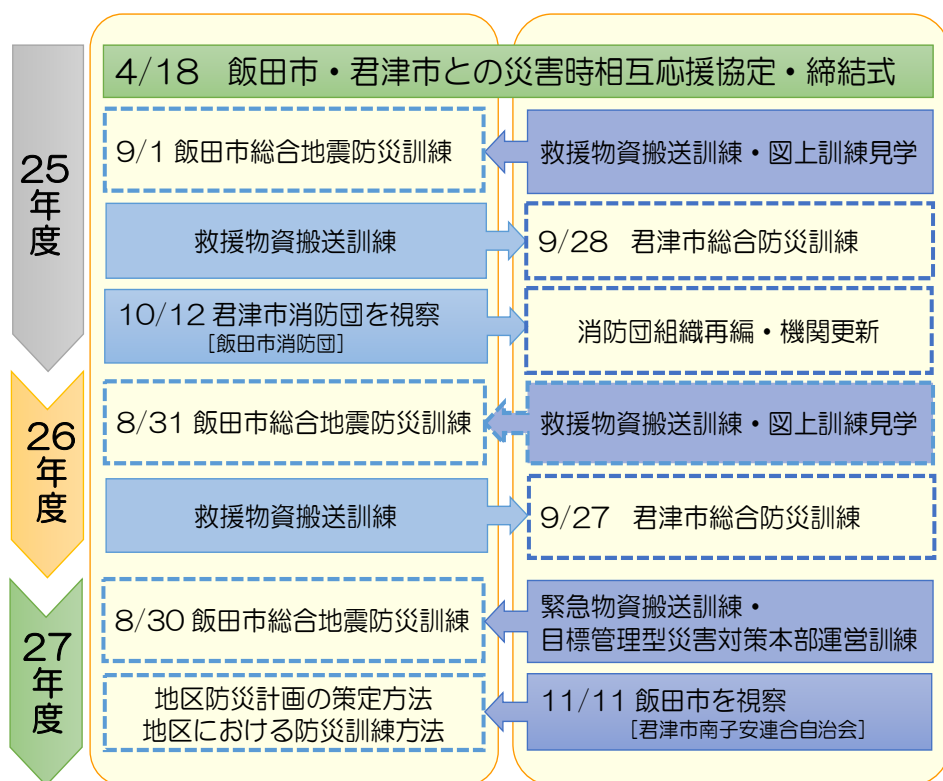 4/18 飯田市・君津市との災害時相互応援協定・締結式
25年度
9/1 飯田市総合地震防災訓練
救援物資搬送訓練・図上訓練見学
救援物資搬送訓練
9/28 君津市総合防災訓練
10/12 君津市消防団を視察
[飯田市消防団]
消防団組織再編・機関更新
26年度
8/31 飯田市総合地震防災訓練
救援物資搬送訓練・図上訓練見学
救援物資搬送訓練
9/27 君津市総合防災訓練
27年度
8/30 飯田市総合地震防災訓練
緊急物資搬送訓練・
目標管理型災害対策本部運営訓練
地区防災計画の策定方法
地区における防災訓練方法
11/11 飯田市を視察
[君津市南子安連合自治会]